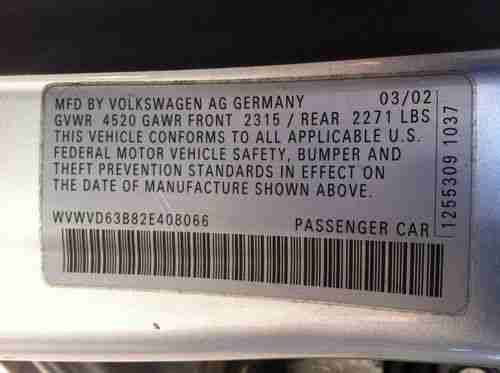 MFD BY VOLKSWAGEN AG GERMANY 03/02
GVWR 4520 GAWR FRONT 2315 / REAR 2271 LBS
THIS VEHICLE CONFORMS TO ALL APPLICABLE U.S.
FEDERAL MOTOR VEHICLE SAFETY, BUMPER AND
THEFT PREVENTION STANDARDS IN EFFECT ON
THE DATE OF MANUFACTURE SHOWN ABOVE.
WVWVD63B82E408066 PASSENGER CAR
1255309 1037